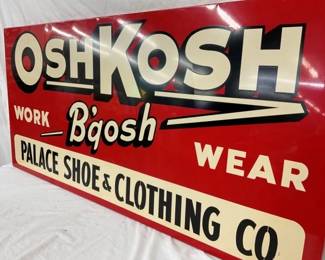 OSHKOSH
WORK B'gosh WEAR
PALACE SHOE & CLOTHING CO